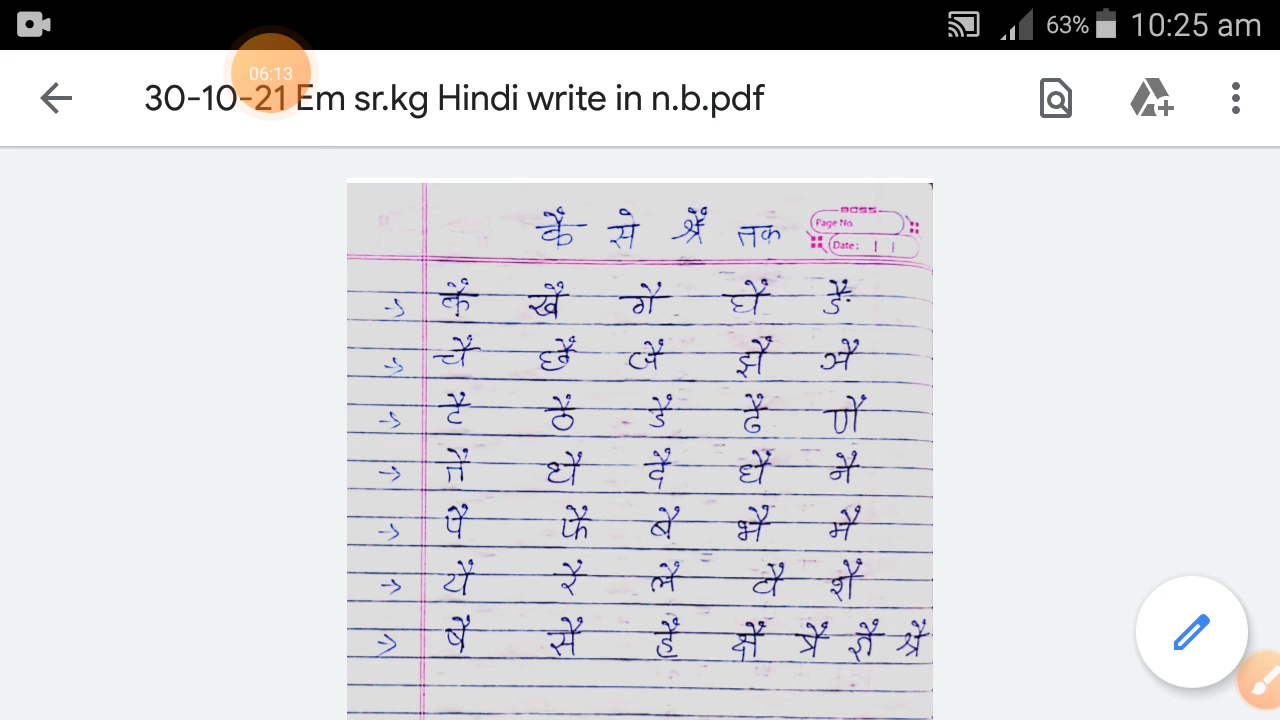 63% 10:25 am
06:13
30-10-21 Em sr.kg Hindi write in n.b.pdf
कै से श्रै तक
BOSS
Page No
Date:
→ कै खै गै घै ङै
→ चै छै जै झै ञै
→ टै ठै डै ढै णै
→ तै थै दै धै नै
→ पै फै बै भै मै
→ यै रै लै वै शै
→ षै सै है क्षै त्रै ज्ञै श्रै